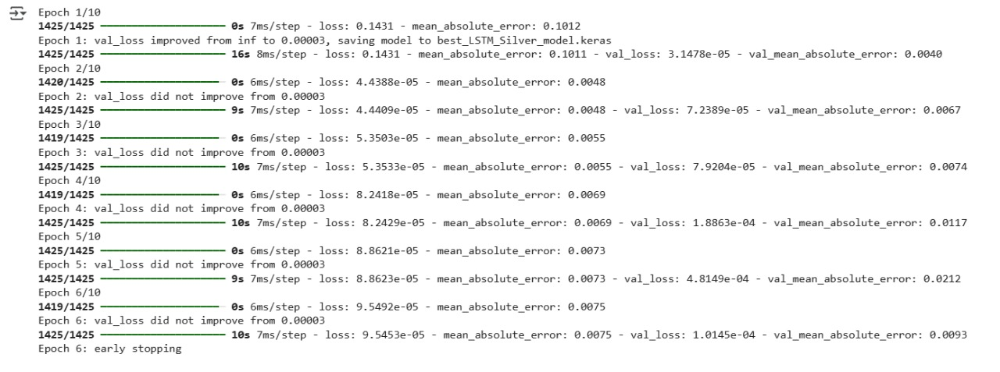 Epoch 1/10
1425/1425 ━━━━━━━━━━━━━━━━━━━━ 0s 7ms/step - loss: 0.1431 - mean_absolute_error: 0.1012
Epoch 1: val_loss improved from inf to 0.00003, saving model to best_LSTM_Silver_model.keras
1425/1425 ━━━━━━━━━━━━━━━━━━━━ 16s 8ms/step - loss: 0.1431 - mean_absolute_error: 0.1011 - val_loss: 3.1478e-05 - val_mean_absolute_error: 0.0040
Epoch 2/10
1420/1425 ━━━━━━━━━━━━━━━━━━━━ 0s 6ms/step - loss: 4.4388e-05 - mean_absolute_error: 0.0048
Epoch 2: val_loss did not improve from 0.00003
1425/1425 ━━━━━━━━━━━━━━━━━━━━ 9s 7ms/step - loss: 4.4409e-05 - mean_absolute_error: 0.0048 - val_loss: 7.2389e-05 - val_mean_absolute_error: 0.0067
Epoch 3/10
1419/1425 ━━━━━━━━━━━━━━━━━━━━ 0s 6ms/step - loss: 5.3503e-05 - mean_absolute_error: 0.0055
Epoch 3: val_loss did not improve from 0.00003
1425/1425 ━━━━━━━━━━━━━━━━━━━━ 10s 7ms/step - loss: 5.3533e-05 - mean_absolute_error: 0.0055 - val_loss: 7.9204e-05 - val_mean_absolute_error: 0.0074
Epoch 4/10
1419/1425 ━━━━━━━━━━━━━━━━━━━━ 0s 6ms/step - loss: 8.2418e-05 - mean_absolute_error: 0.0069
Epoch 4: val_loss did not improve from 0.00003
1425/1425 ━━━━━━━━━━━━━━━━━━━━ 10s 7ms/step - loss: 8.2429e-05 - mean_absolute_error: 0.0069 - val_loss: 1.8863e-04 - val_mean_absolute_error: 0.0117
Epoch 5/10
1425/1425 ━━━━━━━━━━━━━━━━━━━━ 0s 6ms/step - loss: 8.8621e-05 - mean_absolute_error: 0.0073
Epoch 5: val_loss did not improve from 0.00003
1425/1425 ━━━━━━━━━━━━━━━━━━━━ 9s 7ms/step - loss: 8.8623e-05 - mean_absolute_error: 0.0073 - val_loss: 4.8149e-04 - val_mean_absolute_error: 0.0212
Epoch 6/10
1419/1425 ━━━━━━━━━━━━━━━━━━━━ 0s 6ms/step - loss: 9.5492e-05 - mean_absolute_error: 0.0075
Epoch 6: val_loss did not improve from 0.00003
1425/1425 ━━━━━━━━━━━━━━━━━━━━ 10s 7ms/step - loss: 9.5453e-05 - mean_absolute_error: 0.0075 - val_loss: 1.0145e-04 - val_mean_absolute_error: 0.0093
Epoch 6: early stopping